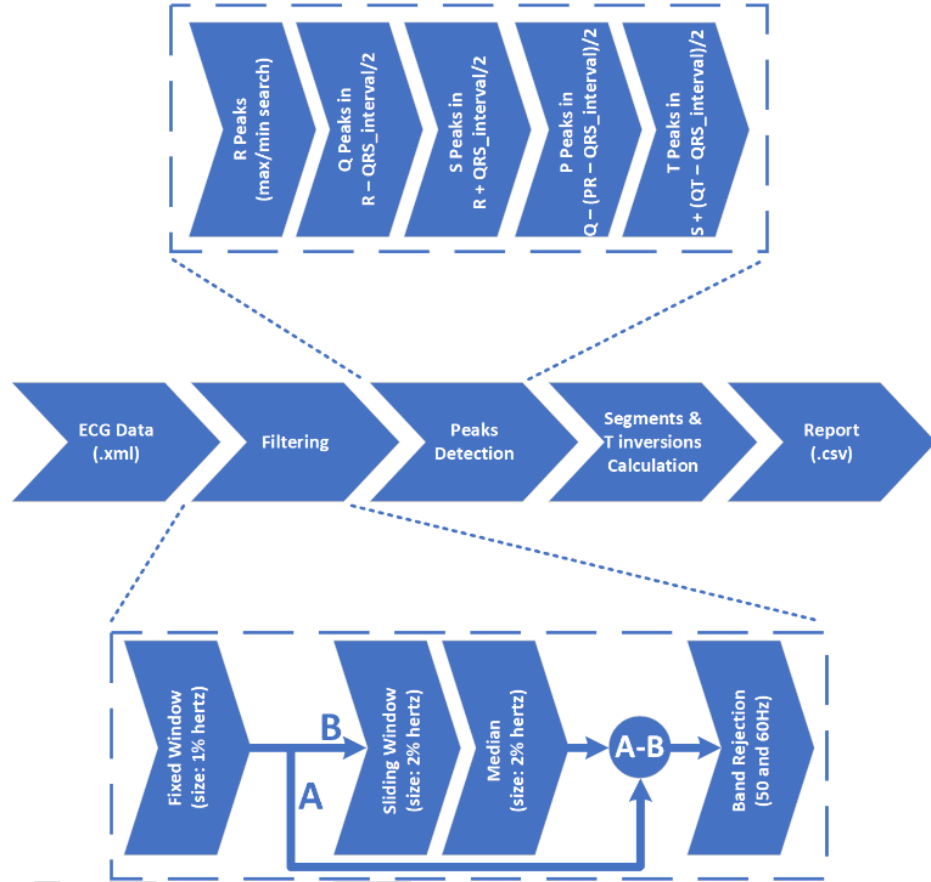 R Peaks
(max/min search)
Q Peaks in
R – QRS_interval/2
S Peaks in
R + QRS_interval/2
P Peaks in
Q – (PR – QRS_interval)/2
T Peaks in
S + (QT – QRS_interval)/2
ECG Data
(.xml)
Filtering
Peaks
Detection
Segments &
T inversions
Calculation
Report
(.csv)
Fixed Window
(size: 1% hertz)
B
A
Sliding Window
(size: 2% hertz)
Median
(size: 2% hertz)
A-B
Band Rejection
(50 and 60Hz)